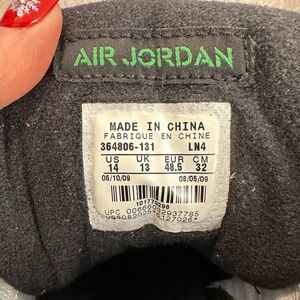 AIR JORDAN
MADE IN CHINA
FABRIQUE EN CHINE
364806-131 LN4
US UK EUR CM
14 13 48.5 32
06/10/09 08/05/09
UPC